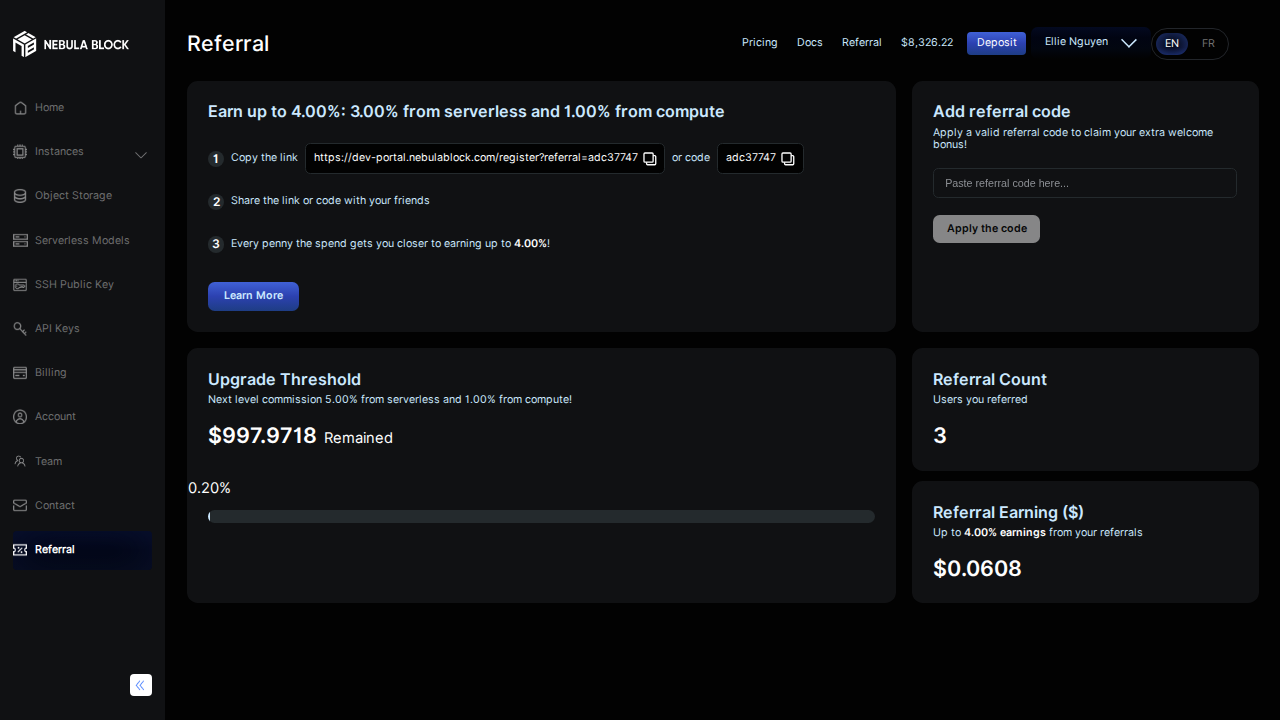 NEBULA BLOCK
Home
Instances
Object Storage
Serverless Models
SSH Public Key
API Keys
Billing
Account
Team
Contact
Referral
Referral
Pricing
Docs
Referral
$8,326.22
Deposit
Ellie Nguyen
EN
FR
Earn up to 4.00%: 3.00% from serverless and 1.00% from compute
1 Copy the link https://dev-portal.nebulablock.com/register?referral=adc37747 or code adc37747
2 Share the link or code with your friends
3 Every penny the spend gets you closer to earning up to 4.00%!
Learn More
Add referral code
Apply a valid referral code to claim your extra welcome
bonus!
Paste referral code here...
Apply the code
Upgrade Threshold
Next level commission 5.00% from serverless and 1.00% from compute!
$997.9718 Remained
0.20%
Referral Count
Users you referred
3
Referral Earning ($)
Up to 4.00% earnings from your referrals
$0.0608